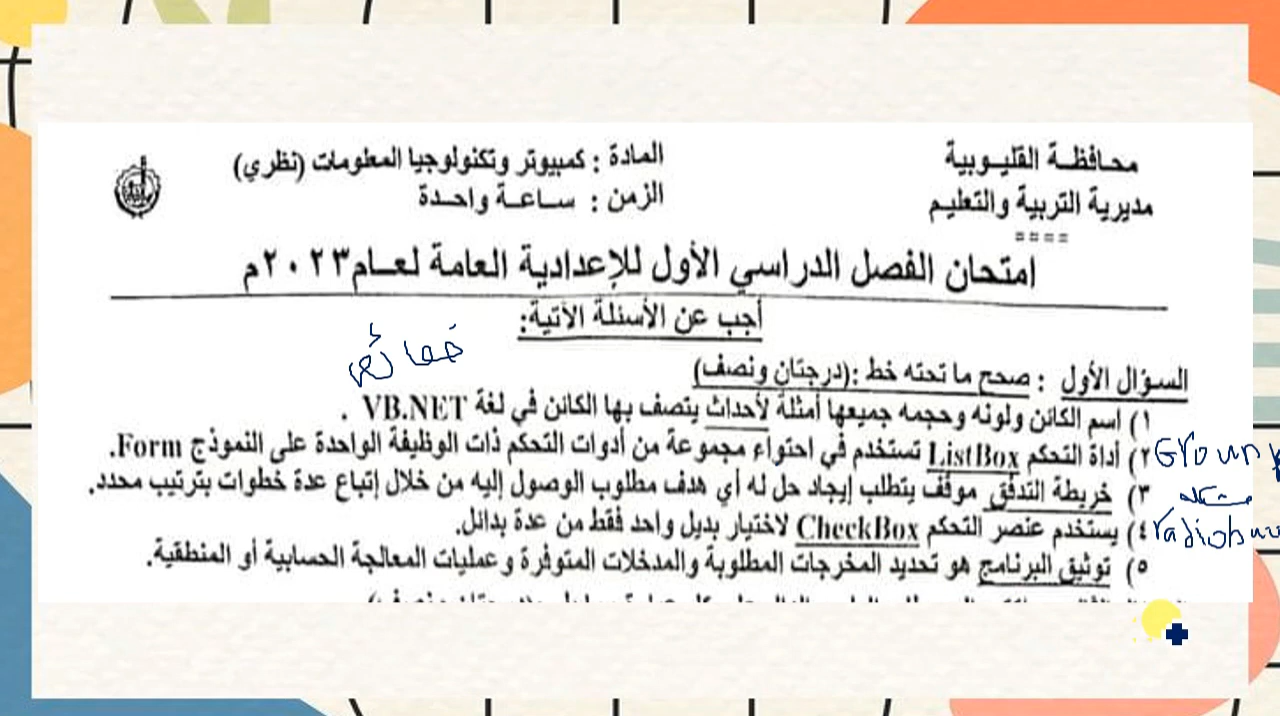 محافظة القليوبية
مديرية التربية والتعليم
====
المادة : كمبيوتر وتكنولوجيا المعلومات (نظري)
الزمن : ساعة واحدة
امتحان الفصل الدراسي الأول للإعدادية العامة لعام ٢٠٢٣م
أجب عن الأسئلة الآتية:
خصائص
السؤال الأول : صحح ما تحته خط :(درجتان ونصف)
١) اسم الكائن ولونه وحجمه جميعها أمثلة لأحداث يتصف بها الكائن في لغة VB.NET .
٢) أداة التحكم ListBox تستخدم في احتواء مجموعة من أدوات التحكم ذات الوظيفة الواحدة على النموذج Form.
Group
٣) خريطة التدفق موقف يتطلب إيجاد حل له أي هدف مطلوب الوصول إليه من خلال إتباع عدة خطوات بترتيب محدد.
مشكله
٤) يستخدم عنصر التحكم CheckBox لاختيار بديل واحد فقط من عدة بدائل.
radiobu
٥) توثيق البرنامج هو تحديد المخرجات المطلوبة والمدخلات المتوفرة وعمليات المعالجة الحسابية أو المنطقية.